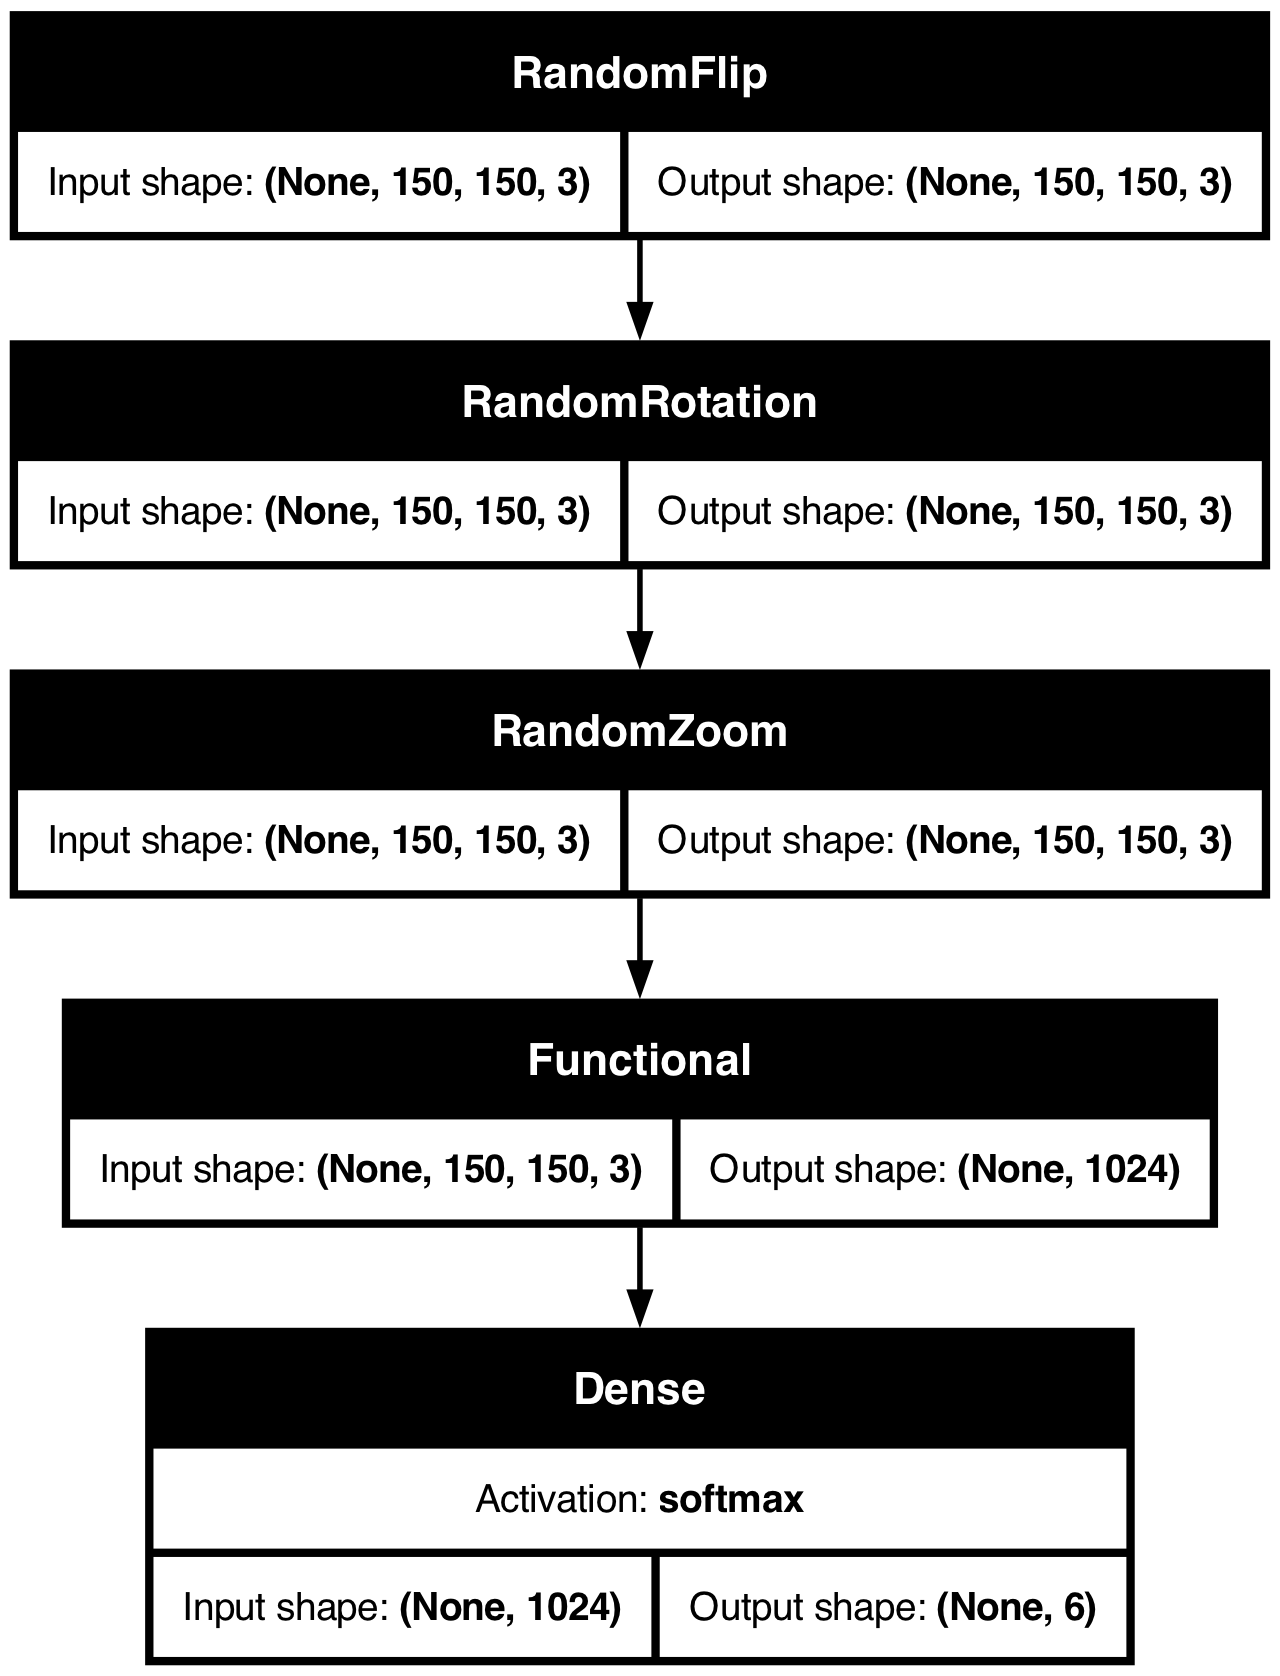 RandomFlip
Input shape: (None, 150, 150, 3) Output shape: (None, 150, 150, 3)
RandomRotation
Input shape: (None, 150, 150, 3) Output shape: (None, 150, 150, 3)
RandomZoom
Input shape: (None, 150, 150, 3) Output shape: (None, 150, 150, 3)
Functional
Input shape: (None, 150, 150, 3) Output shape: (None, 1024)
Dense
Activation: softmax
Input shape: (None, 1024) Output shape: (None, 6)